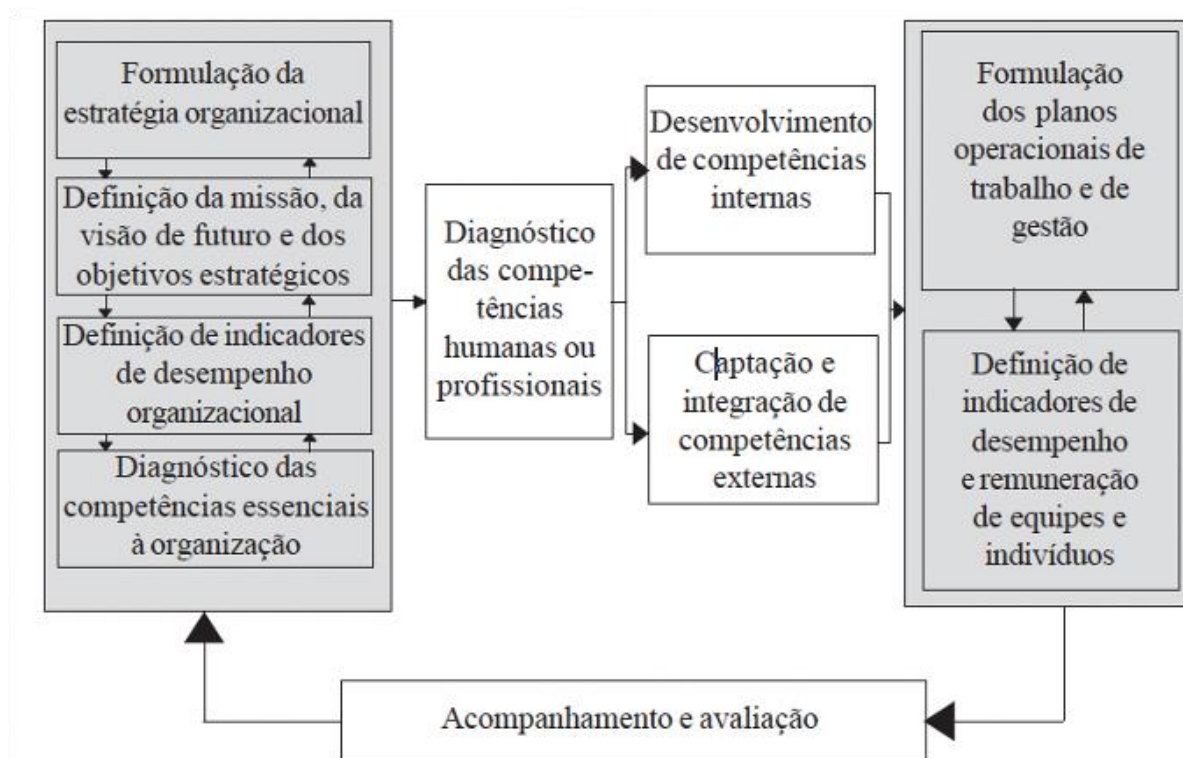 Formulação da
estratégia organizacional
Definição da missão, da
visão de futuro e dos
objetivos estratégicos
Definição de indicadores
de desempenho
organizacional
Diagnóstico das
competências essenciais
à organização
Diagnóstico
das compe-
tências
humanas ou
profissionais
Desenvolvimento
de competências
internas
Captação e
integração de
competências
externas
Formulação
dos planos
operacionais de
trabalho e de
gestão
Definição de
indicadores de
desempenho
e remuneração
de equipes e
indivíduos
Acompanhamento e avaliação